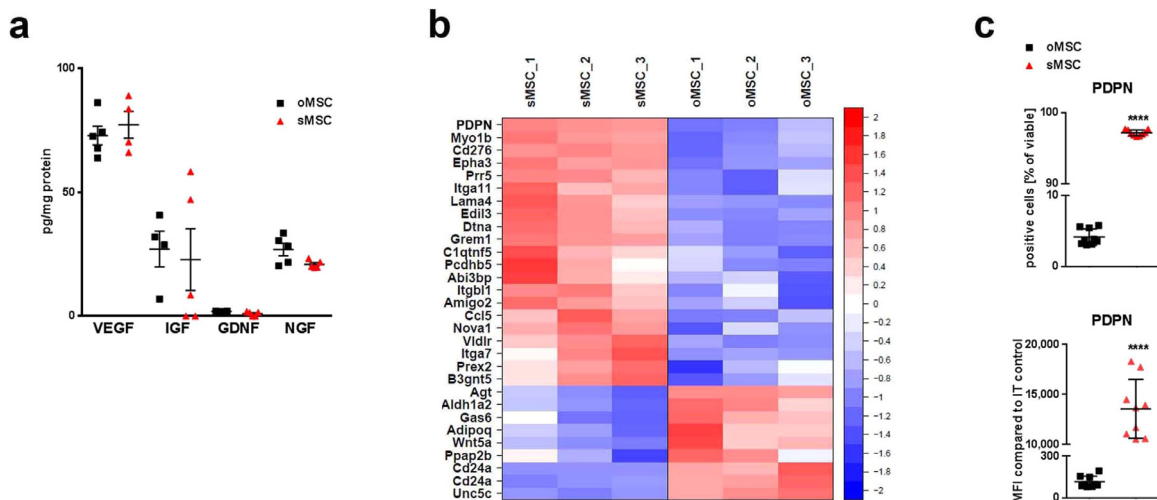 a
100
50
0
pg/mg protein
VEGF IGF GDNF NGF
oMSC
sMSC
b
sMSC_1 sMSC_2 sMSC_3 oMSC_1 oMSC_2 oMSC_3
PDPN
Myo1b
Cd276
Epha3
Prr5
Itga11
Lama4
Edil3
Dtna
Grem1
C1qtnf5
Pcdhb5
Abi3bp
Itgbl1
Amigo2
Ccl5
Nova1
Vldlr
Itga7
Prex2
B3gnt5
Agt
Aldh1a2
Gas6
Adipoq
Wnt5a
Ppap2b
Cd24a
Cd24a
Unc5c
2
1.8
1.6
1.4
1.2
1
0.8
0.6
0.4
0.2
0
-0.2
-0.4
-0.6
-0.8
-1
-1.2
-1.4
-1.6
-1.8
-2
c
oMSC
sMSC
PDPN
****
100
90
10
5
0
positive cells [% of viable]
PDPN
****
20,000
15,000
10,000
300
0
MFI compared to IT control